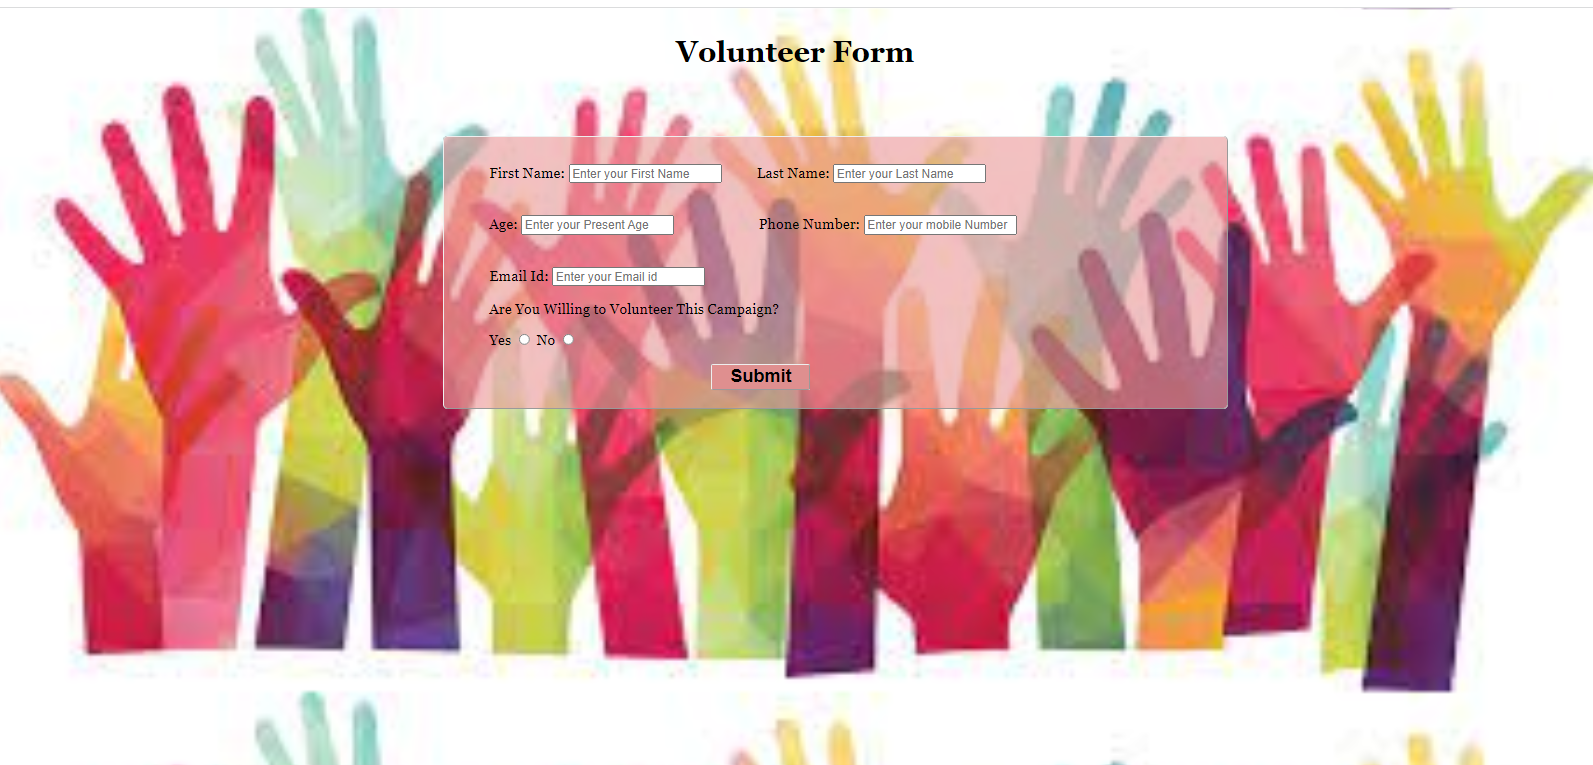 Volunteer Form
First Name: Enter your First Name Last Name: Enter your Last Name
Age: Enter your Present Age Phone Number: Enter your mobile Number
Email Id: Enter your Email id
Are You Willing to Volunteer This Campaign?
Yes No
Submit